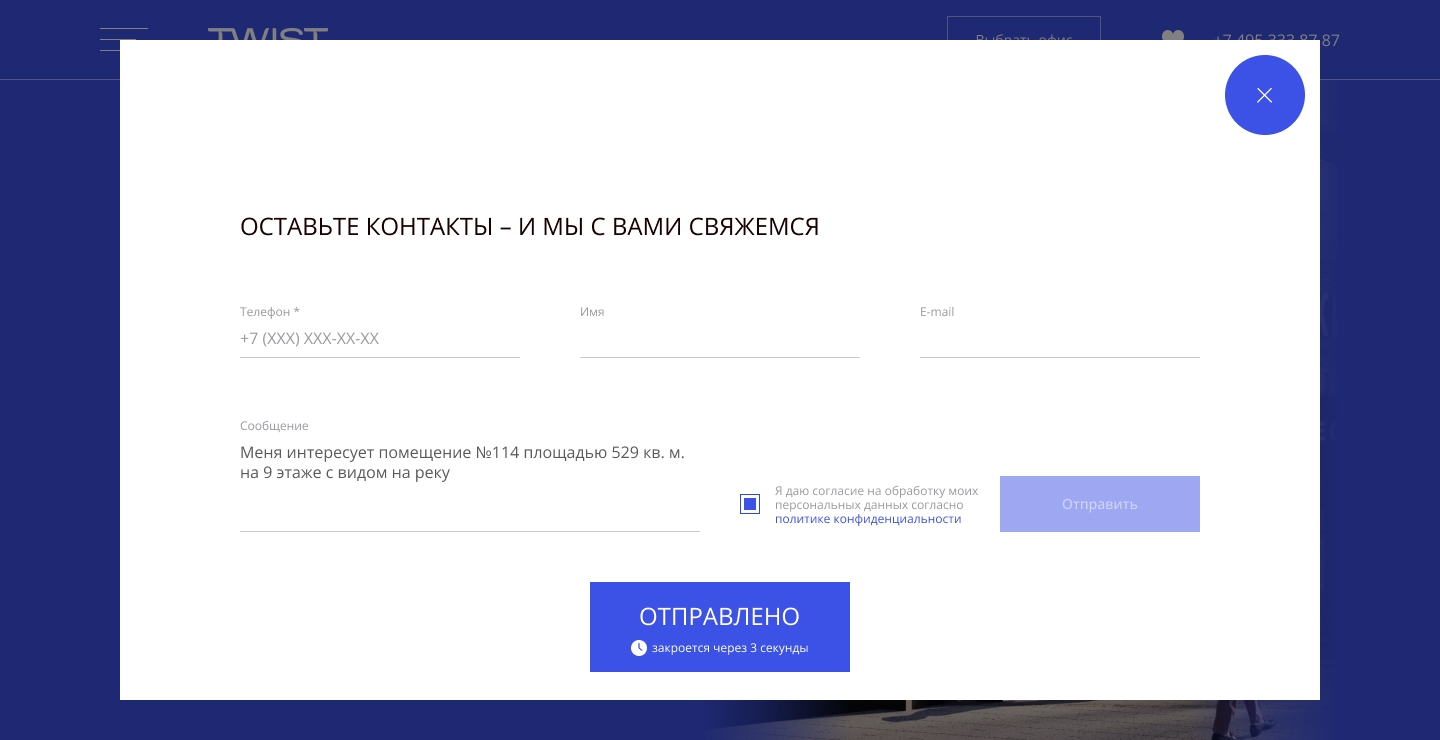 TWIST
Выбрать офис
+7 495 333 87 87
ОСТАВЬТЕ КОНТАКТЫ – И МЫ С ВАМИ СВЯЖЕМСЯ
Телефон *
Имя
E-mail
+7 (XXX) XXX-XX-XX
Сообщение
Меня интересует помещение №114 площадью 529 кв. м.
на 9 этаже с видом на реку
Я даю согласие на обработку моих
персональных данных согласно
политике конфиденциальности
Отправить
ОТПРАВЛЕНО
закроется через 3 секунды